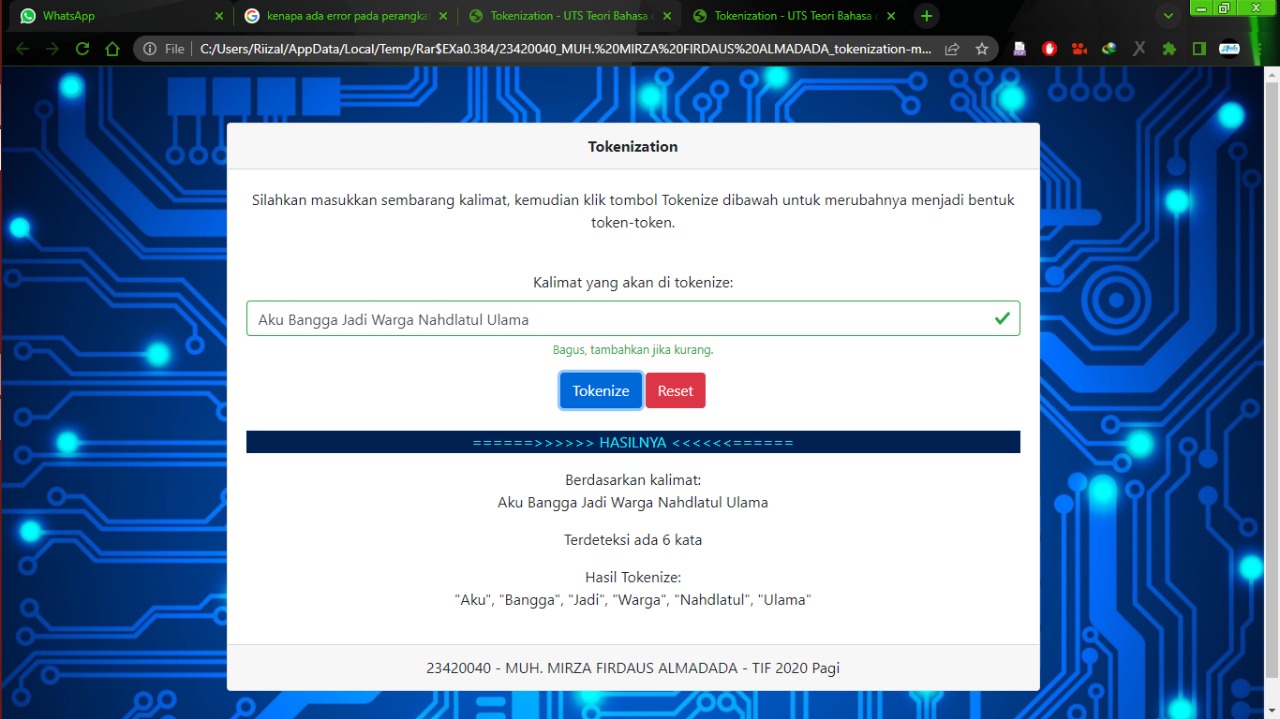 WhatsApp
kenapa ada error pada perangka
Tokenization - UTS Teori Bahasa
Tokenization - UTS Teori Bahasa
File
C:/Users/Riizal/AppData/Local/Temp/Rar$EXa0.384/23420040_MUH.%20MIRZA%20FIRDAUS%20ALMADADA_tokenization-m...
Tokenization
Silahkan masukkan sembarang kalimat, kemudian klik tombol Tokenize dibawah untuk merubahnya menjadi bentuk
token-token.
Kalimat yang akan di tokenize:
Aku Bangga Jadi Warga Nahdlatul Ulama
Bagus, tambahkan jika kurang.
Tokenize Reset
======>>>>>> HASILNYA <<<<<<======
Berdasarkan kalimat:
Aku Bangga Jadi Warga Nahdlatul Ulama
Terdeteksi ada 6 kata
Hasil Tokenize:
"Aku", "Bangga", "Jadi", "Warga", "Nahdlatul", "Ulama"
23420040 - MUH. MIRZA FIRDAUS ALMADADA - TIF 2020 Pagi